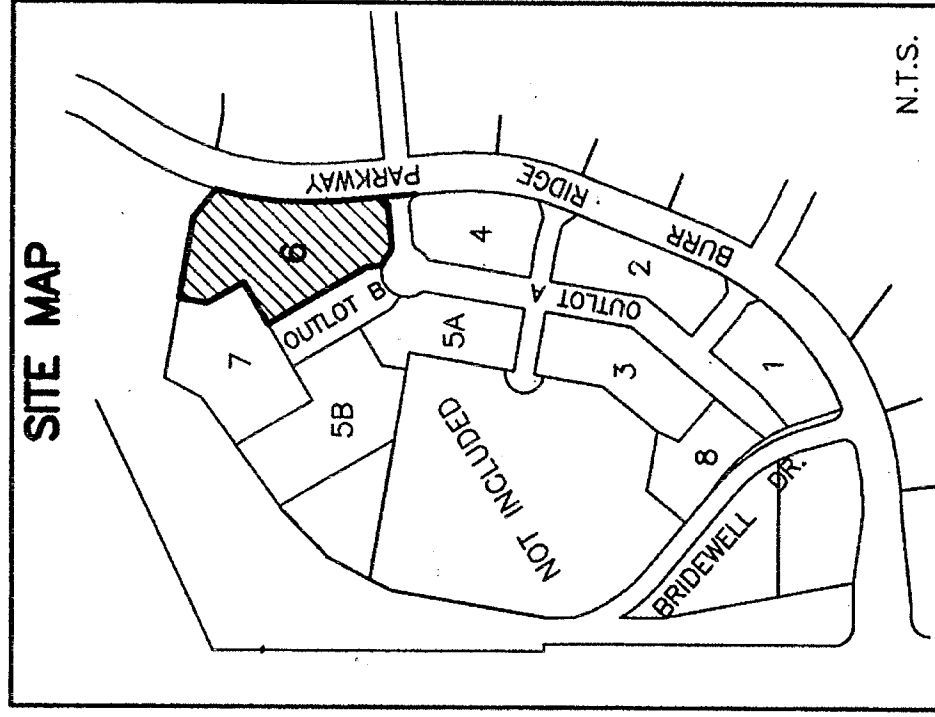 SITE MAP
PARKWAY
6
7
OUTLOT B
4
RIDGE
5A
5B
A
OUTLOT
2
BURR
3
1
NOT INCLUDED
8
BRIDEWELL DR.
N.T.S.